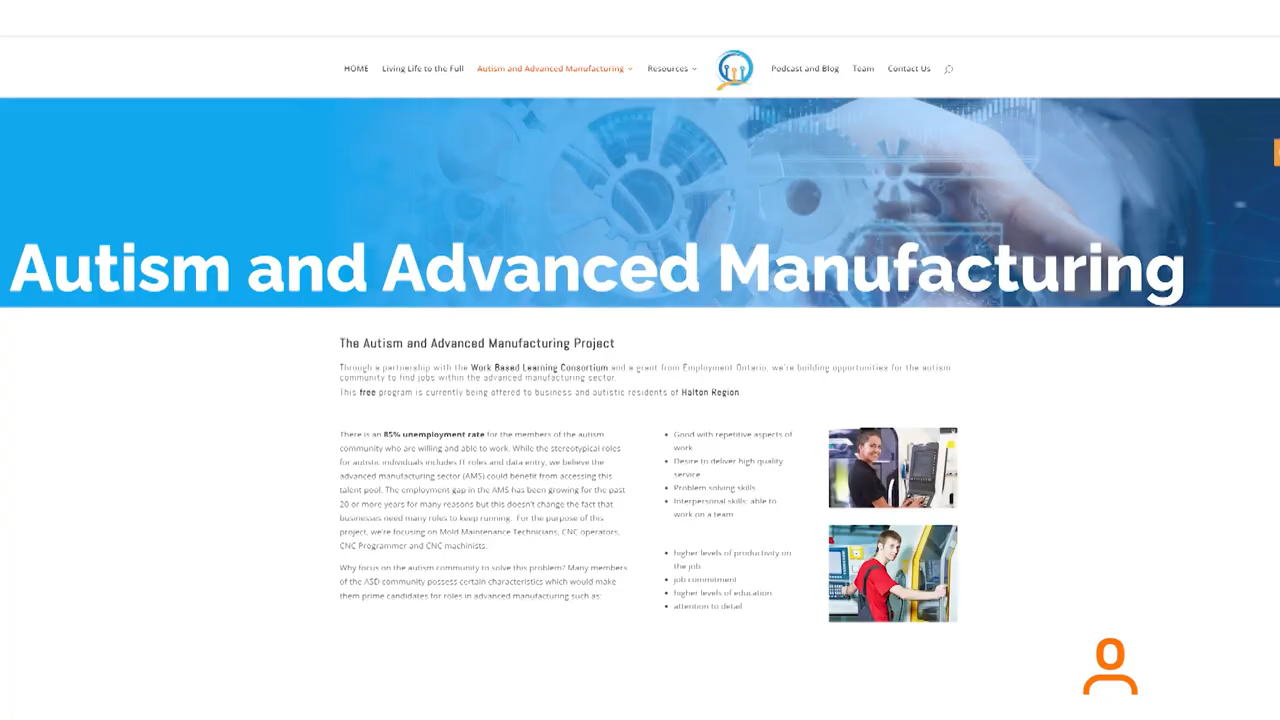 HOME Living Life to the Full Autism and Advanced Manufacturing Resources Podcast and Blog Team Contact Us
Autism and Advanced Manufacturing
The Autism and Advanced Manufacturing Project
Through a partnership with the Work Based Learning Consortium and a grant from Employment Ontario, we're building opportunities for the autism
community to find jobs within the advanced manufacturing sector.
This free program is currently being offered to business and autistic residents of Halton Region.
There is an 85% unemployment rate for the members of the autism
community who are willing and able to work. While the stereotypical roles
for autistic individuals includes IT roles and data entry, we believe the
advanced manufacturing sector (AMS) could benefit from accessing this
talent pool. The employment gap in the AMS has been growing for the past
20 or more years for many reasons but this doesn't change the fact that
businesses need many roles to keep running. For the purpose of this
project, we're focusing on Mold Maintenance Technicians, CNC operators,
CNC Programmer and CNC machinists.
Why focus on the autism community to solve this problem? Many members
of the ASD community possess certain characteristics which would make
them prime candidates for roles in advanced manufacturing such as:
Good with repetitive aspects of
work
Desire to deliver high quality
service
Problem solving skills
Interpersonal skills: able to
work on a team
higher levels of productivity on
the job
job commitment
higher levels of education
attention to detail